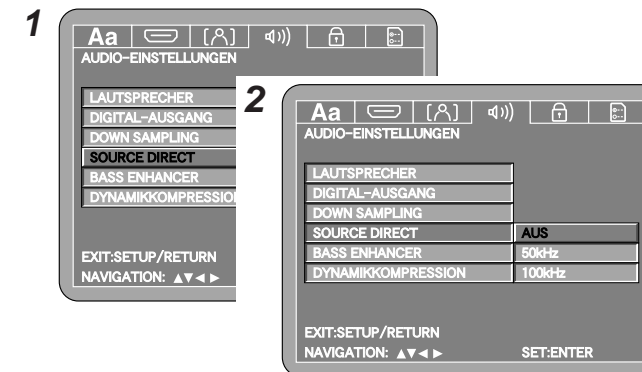 1
Aa
AUDIO-EINSTELLUNGEN
LAUTSPRECHER
DIGITAL-AUSGANG
DOWN SAMPLING
SOURCE DIRECT
BASS ENHANCER
DYNAMIKKOMPRESSION
EXIT:SETUP/RETURN
NAVIGATION: ▲▼◄ ►
2
Aa
AUDIO-EINSTELLUNGEN
LAUTSPRECHER
DIGITAL-AUSGANG
DOWN SAMPLING
SOURCE DIRECT AUS
BASS ENHANCER 50kHz
DYNAMIKKOMPRESSION 100kHz
EXIT:SETUP/RETURN
NAVIGATION: ▲▼◄ ► SET:ENTER